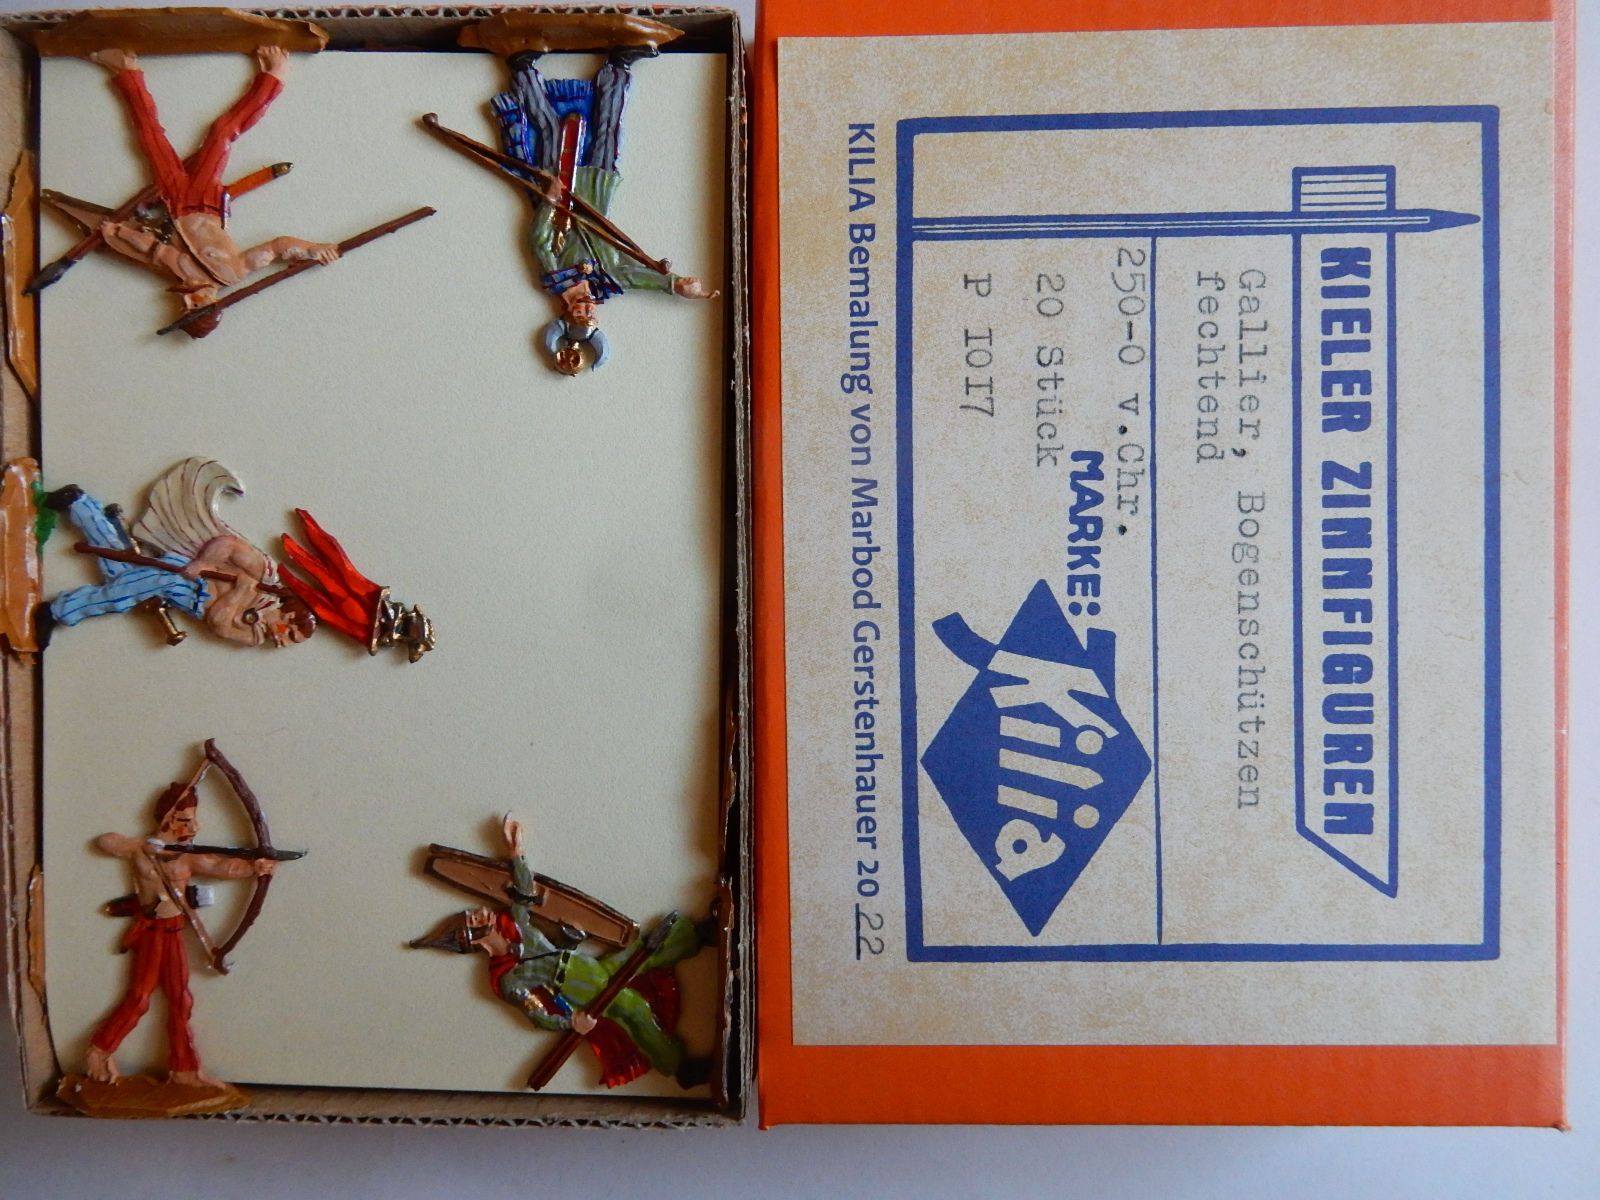 KIELER ZINNFIGUREN
Gallier, Bogenschützen
fechtend
250-0 v.Chr.
20 Stück
P 1017
MARKE:
Kilia
KILIA Bemalung von Marbod Gerstenhauer 2022